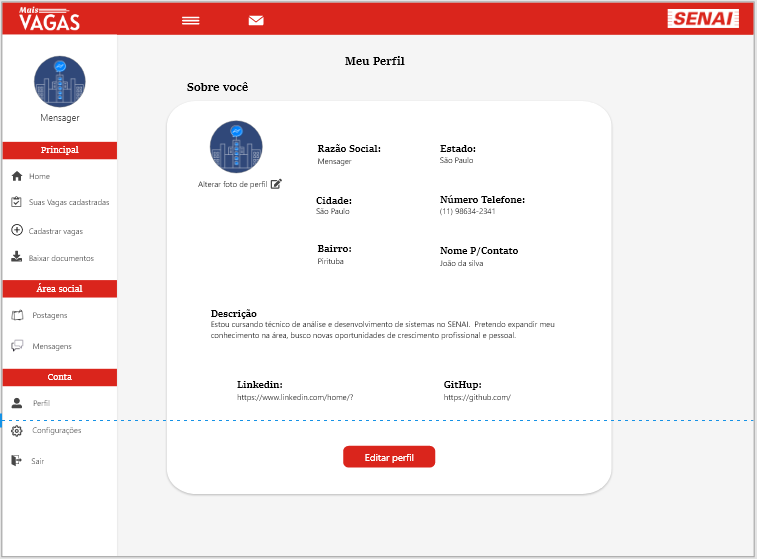 Mais
VAGAS
SENAI
Mensager
Principal
Home
Suas Vagas cadastradas
Cadastrar vagas
Baixar documentos
Área social
Postagens
Mensagens
Conta
Perfil
Configurações
Sair
Meu Perfil
Sobre você
Alterar foto de perfil
Razão Social:
Mensager
Estado:
São Paulo
Cidade:
São Paulo
Número Telefone:
(11) 98634-2341
Bairro:
Pirituba
Nome P/Contato
João da silva
Descrição
Estou cursando técnico de análise e desenvolvimento de sistemas no SENAI. Pretendo expandir meu
conhecimento na área, busco novas oportunidades de crescimento profissional e pessoal.
Linkedin:
https://www.linkedin.com/home/?
GitHup:
https://github.com/
Editar perfil